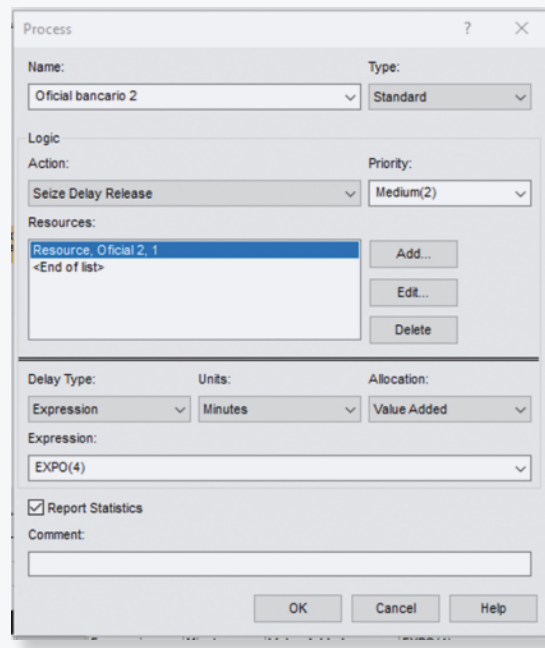 Process ? ×
Name: Type:
Oficial bancario 2 Standard
Logic
Action: Priority:
Seize Delay Release Medium(2)
Resources:
Resource, Oficial 2, 1
<End of list>
Add...
Edit...
Delete
Delay Type: Units: Allocation:
Expression Minutes Value Added
Expression:
EXPO(4)
Report Statistics
Comment:
OK Cancel Help